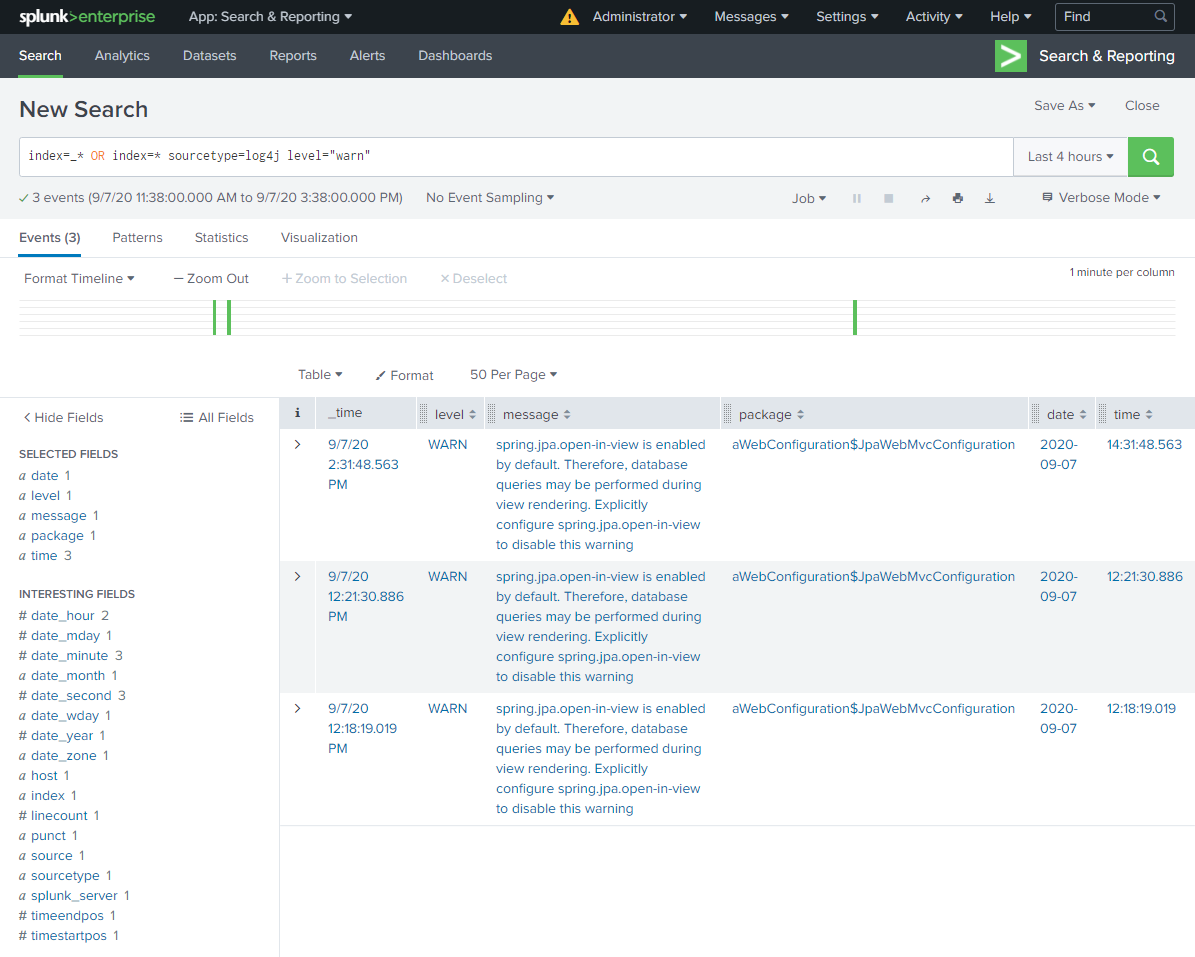 splunk>enterprise App: Search & Reporting Administrator Messages Settings Activity Help Find
Search Analytics Datasets Reports Alerts Dashboards Search & Reporting
New Search Save As Close
index=_* OR index=* sourcetype=log4j level="warn" Last 4 hours
3 events (9/7/20 11:38:00.000 AM to 9/7/20 3:38:00.000 PM) No Event Sampling Job Verbose Mode
Events (3) Patterns Statistics Visualization
Format Timeline — Zoom Out + Zoom to Selection × Deselect 1 minute per column
Table Format 50 Per Page
< Hide Fields All Fields
SELECTED FIELDS
a date 1
a level 1
a message 1
a package 1
a time 3
INTERESTING FIELDS
# date_hour 2
# date_mday 1
# date_minute 3
a date_month 1
# date_second 3
a date_wday 1
# date_year 1
a date_zone 1
a host 1
a index 1
# linecount 1
a punct 1
a source 1
a sourcetype 1
a splunk_server 1
# timeendpos 1
# timestartpos 1
i _time level message package date time
> 9/7/20 WARN spring.jpa.open-in-view is enabled aWebConfiguration$JpaWebMvcConfiguration 2020- 14:31:48.563
2:31:48.563 by default. Therefore, database 09-07
PM queries may be performed during
view rendering. Explicitly
configure spring.jpa.open-in-view
to disable this warning
> 9/7/20 WARN spring.jpa.open-in-view is enabled aWebConfiguration$JpaWebMvcConfiguration 2020- 12:21:30.886
12:21:30.886 by default. Therefore, database 09-07
PM queries may be performed during
view rendering. Explicitly
configure spring.jpa.open-in-view
to disable this warning
> 9/7/20 WARN spring.jpa.open-in-view is enabled aWebConfiguration$JpaWebMvcConfiguration 2020- 12:18:19.019
12:18:19.019 by default. Therefore, database 09-07
PM queries may be performed during
view rendering. Explicitly
configure spring.jpa.open-in-view
to disable this warning